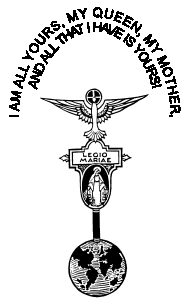 I AM ALL YOURS, MY QUEEN, MY MOTHER,
AND ALL THAT I HAVE IS YOURS!
LEGIO
MARIAE